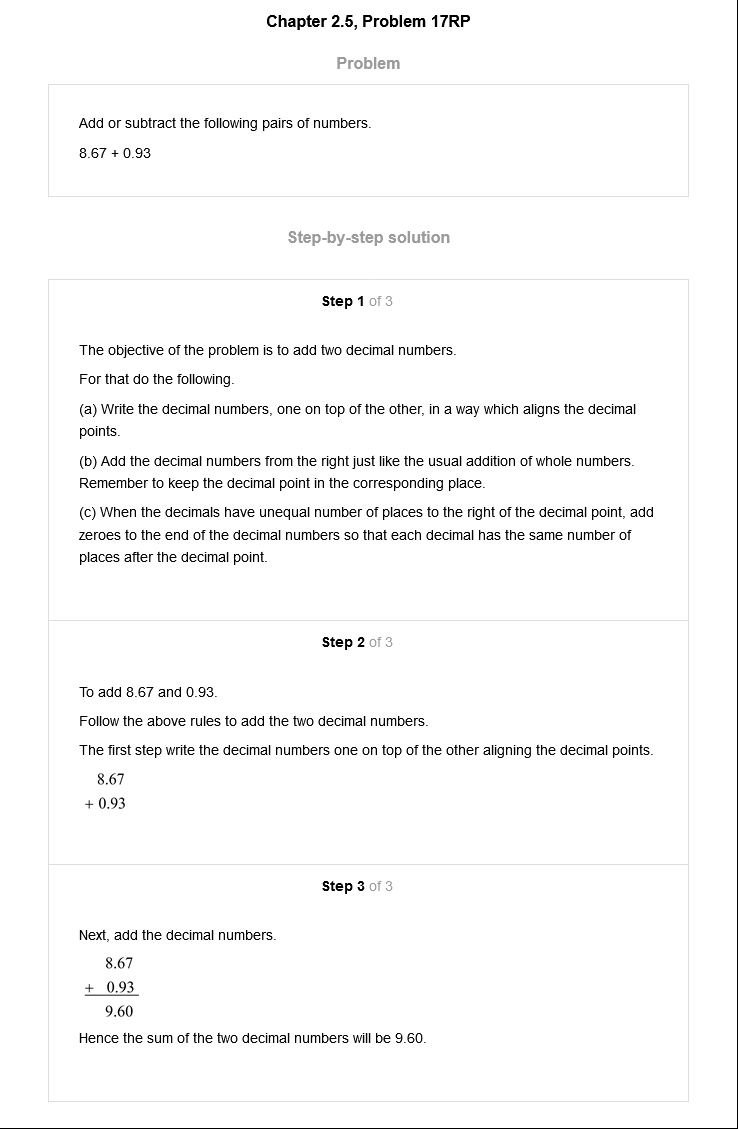 Chapter 2.5, Problem 17RP
Problem
Add or subtract the following pairs of numbers.
8.67 + 0.93
Step-by-step solution
Step 1 of 3
The objective of the problem is to add two decimal numbers.
For that do the following.
(a) Write the decimal numbers, one on top of the other, in a way which aligns the decimal
points.
(b) Add the decimal numbers from the right just like the usual addition of whole numbers.
Remember to keep the decimal point in the corresponding place.
(c) When the decimals have unequal number of places to the right of the decimal point, add
zeroes to the end of the decimal numbers so that each decimal has the same number of
places after the decimal point.
Step 2 of 3
To add 8.67 and 0.93.
Follow the above rules to add the two decimal numbers.
The first step write the decimal numbers one on top of the other aligning the decimal points.
8.67
+ 0.93
Step 3 of 3
Next, add the decimal numbers.
8.67
+ 0.93
9.60
Hence the sum of the two decimal numbers will be 9.60.